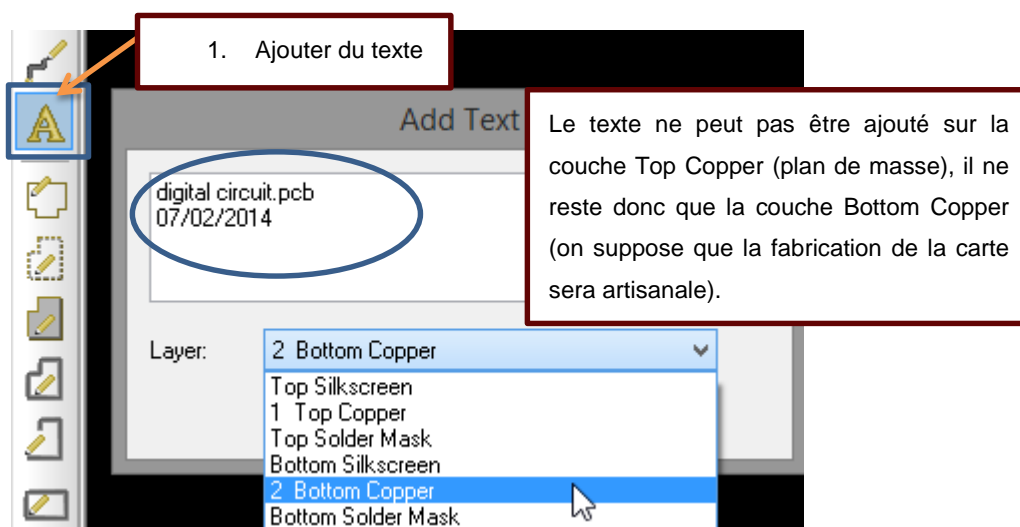 1. Ajouter du texte
Add Text
Le texte ne peut pas être ajouté sur la
couche Top Copper (plan de masse), il ne
reste donc que la couche Bottom Copper
(on suppose que la fabrication de la carte
sera artisanale).
digital circuit.pcb
07/02/2014
Layer:
2 Bottom Copper
Top Silkscreen
1 Top Copper
Top Solder Mask
Bottom Silkscreen
2 Bottom Copper
Bottom Solder Mask